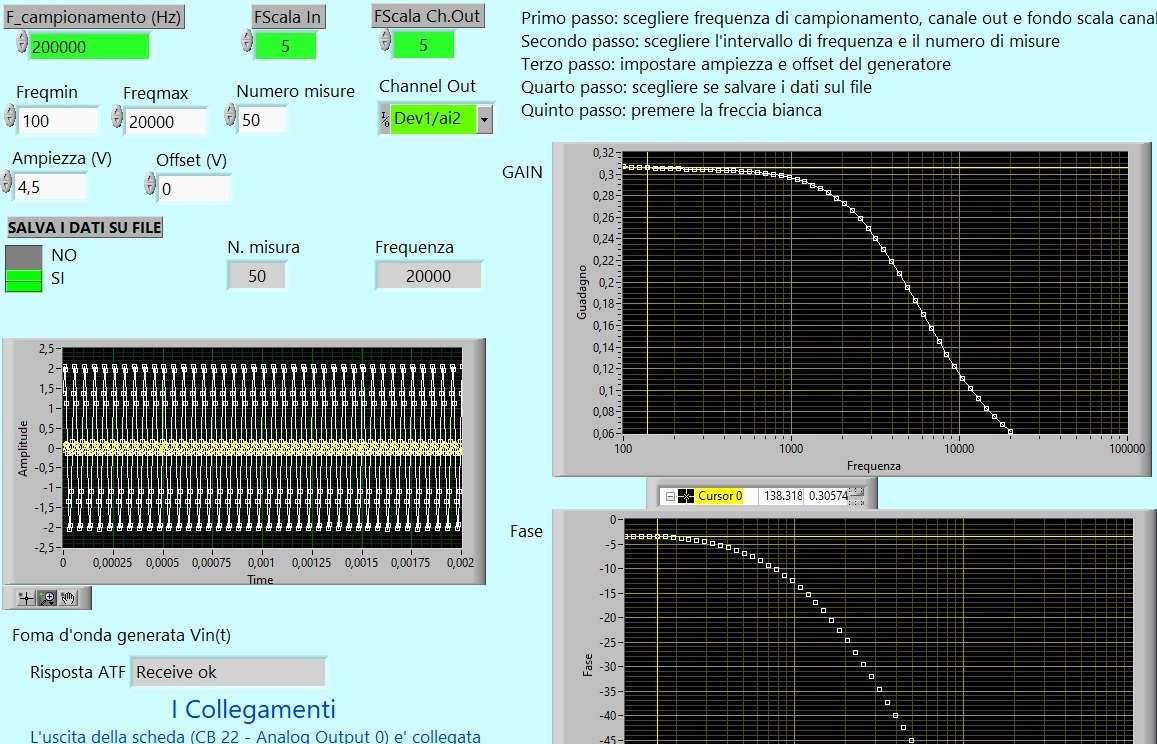 F_campionamento (Hz)
FScala In
FScala Ch.Out
200000
5
5
Freqmin
Freqmax
Numero misure
Channel Out
100
20000
50
Dev1/ai2
Ampiezza (V)
Offset (V)
4,5
0
Primo passo: scegliere frequenza di campionamento, canale out e fondo scala canal
Secondo passo: scegliere l'intervallo di frequenza e il numero di misure
Terzo passo: impostare ampiezza e offset del generatore
Quarto passo: scegliere se salvare i dati sul file
Quinto passo: premere la freccia bianca
SALVA I DATI SU FILE
NO
SI
N. misura
Frequenza
50
20000
GAIN
Guadagno
0,32
0,3
0,28
0,26
0,24
0,22
0,2
0,18
0,16
0,14
0,12
0,1
0,08
0,06
100
1000
10000
100000
Frequenza
Cursor 0
138.318
0.30574
Amplitude
2,5
2
1,5
1
0,5
0
-0,5
-1
-1,5
-2
-2,5
0
0,00025
0,0005
0,00075
0,001
0,00125
0,0015
0,00175
0,002
Time
Fase
Fase
0
-5
-10
-15
-20
-25
-30
-35
-40
-45
Foma d'onda generata Vin(t)
Risposta ATF
Receive ok
I Collegamenti
L'uscita della scheda (CB 22 - Analog Output 0) e' collegata